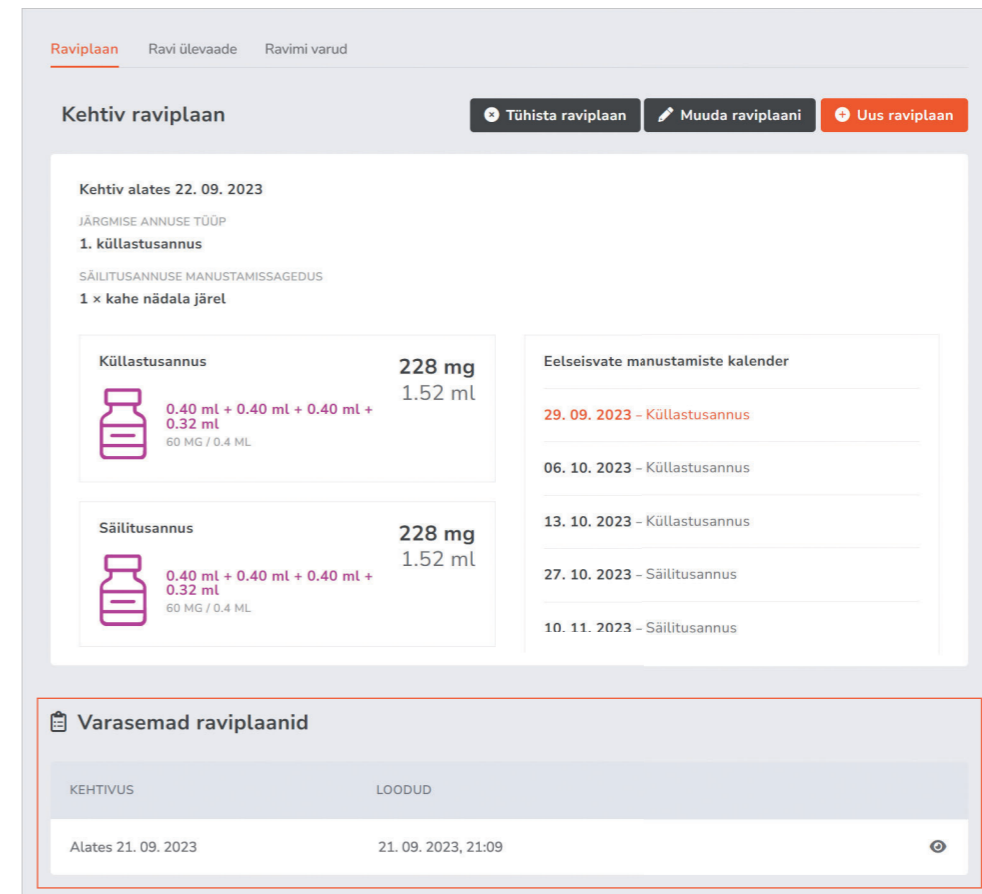 Raviplaan Ravi ülevaade Ravimi varud
Kehtiv raviplaan
Tühista raviplaan Muuda raviplaani Uus raviplaan
Kehtiv alates 22. 09. 2023
JÄRGMISE ANNUSE TÜÜP
1. küllastusannus
SÄILITUSANNUSE MANUSTAMISSAGEDUS
1 × kahe nädala järel
Küllastusannus
228 mg
1.52 ml
0.40 ml + 0.40 ml + 0.40 ml +
0.32 ml
60 MG / 0.4 ML
Säilitusannus
228 mg
1.52 ml
0.40 ml + 0.40 ml + 0.40 ml +
0.32 ml
60 MG / 0.4 ML
Eelseisvate manustamiste kalender
29. 09. 2023 – Küllastusannus
06. 10. 2023 – Küllastusannus
13. 10. 2023 – Küllastusannus
27. 10. 2023 – Säilitusannus
10. 11. 2023 – Säilitusannus
Varasemad raviplaanid
KEHTIVUS LOODUD
Alates 21. 09. 2023 21. 09. 2023, 21:09